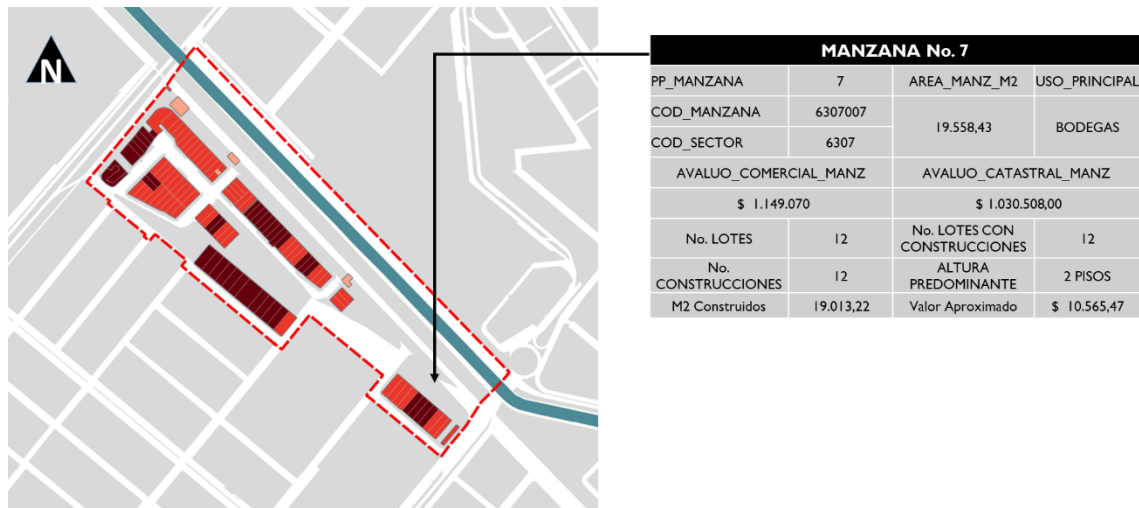 N
MANZANA No. 7
PP_MANZANA 7 AREA_MANZ_M2 USO_PRINCIPAL
COD_MANZANA 6307007 19.558,43 BODEGAS
COD_SECTOR 6307
AVALUO_COMERCIAL_MANZ AVALUO_CATASTRAL_MANZ
$ 1.149.070 $ 1.030.508,00
No. LOTES 12 No. LOTES CON CONSTRUCCIONES 12
No. CONSTRUCCIONES 12 ALTURA PREDOMINANTE 2 PISOS
M2 Construidos 19.013,22 Valor Aproximado $ 10.565,47